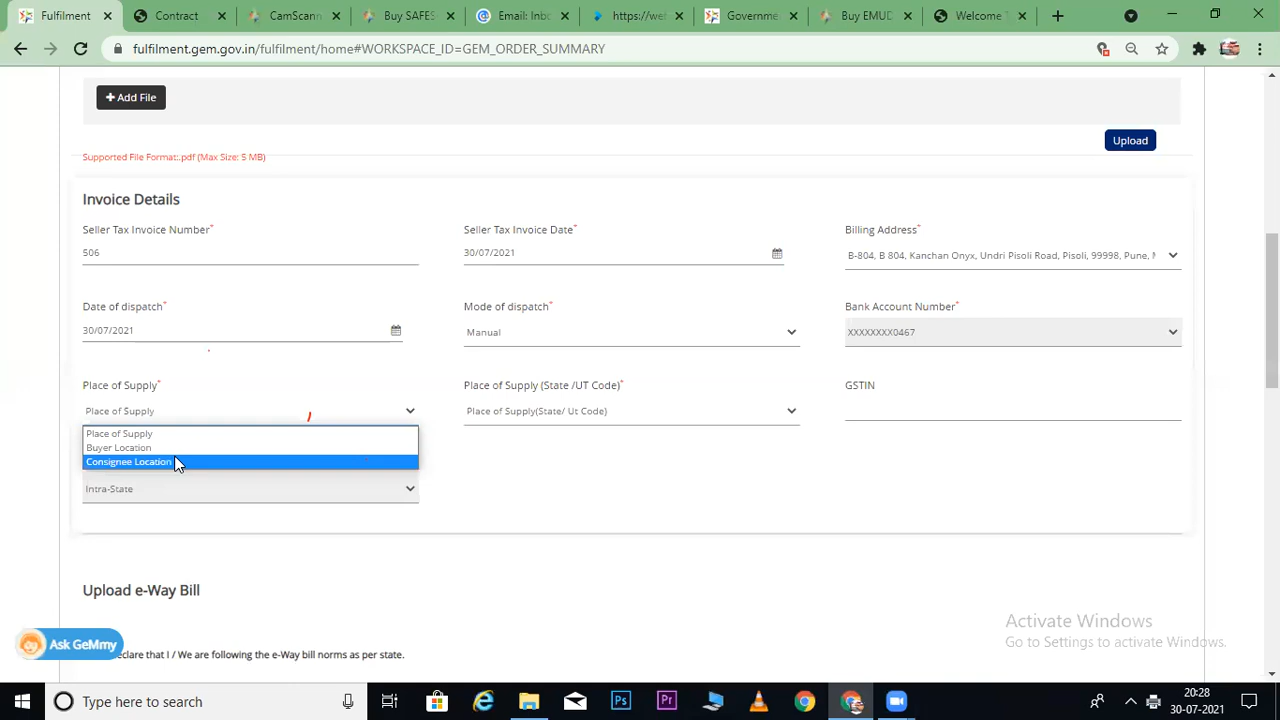 Fulfilment
Contract
CamScann
Buy SAFES
Email: Inbo
https://wef
Governme
Buy EMUD
Welcome T
fulfilment.gem.gov.in/fulfilment/home#WORKSPACE_ID=GEM_ORDER_SUMMARY
+ Add File
Upload
Supported File Format:.pdf (Max Size: 5 MB)
Invoice Details
Seller Tax Invoice Number* Seller Tax Invoice Date* Billing Address*
506 30/07/2021 B-804, B 804, Kanchan Onyx, Undri Pisoli Road, Pisoli, 99998, Pune,
Date of dispatch* Mode of dispatch* Bank Account Number*
30/07/2021 Manual XXXXXXXX0467
Place of Supply* Place of Supply (State /UT Code)* GSTIN
Place of Supply Place of Supply(State/ Ut Code)
Place of Supply
Buyer Location
Consignee Location
Intra-State
Upload e-Way Bill
Activate Windows
Go to Settings to activate Windows.
Ask GeMmy
eclare that I / We are following the e-Way bill norms as per state.
Type here to search
20:28
30-07-2021